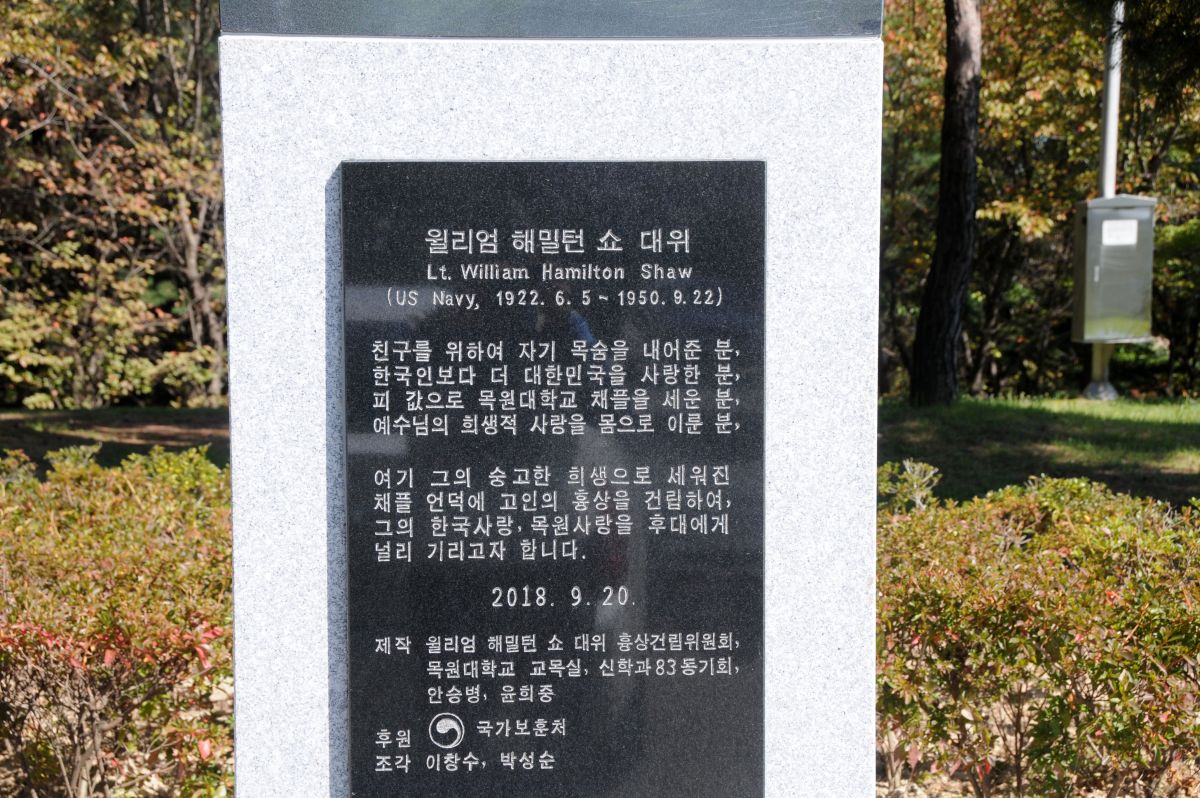 윌리엄 해밀턴 쇼 대위
Lt. William Hamilton Shaw
(US Navy, 1922. 6. 5 ~ 1950. 9. 22)
친구를 위하여 자기 목숨을 내어준 분,
한국인보다 더 대한민국을 사랑한 분,
피 값으로 목원대학교 채플을 세운 분,
예수님의 희생적 사랑을 몸으로 이룬 분,
여기 그의 숭고한 희생으로 세워진
채플 언덕에 고인의 흉상을 건립하여,
그의 한국사랑, 목원사랑을 후대에게
널리 기리고자 합니다.
2018. 9. 20.
제작 윌리엄 해밀턴 쇼 대위 흉상건립위원회,
목원대학교 교목실, 신학과83동기회,
안승병, 윤희중
후원 국가보훈처
조각 이창수, 박성순